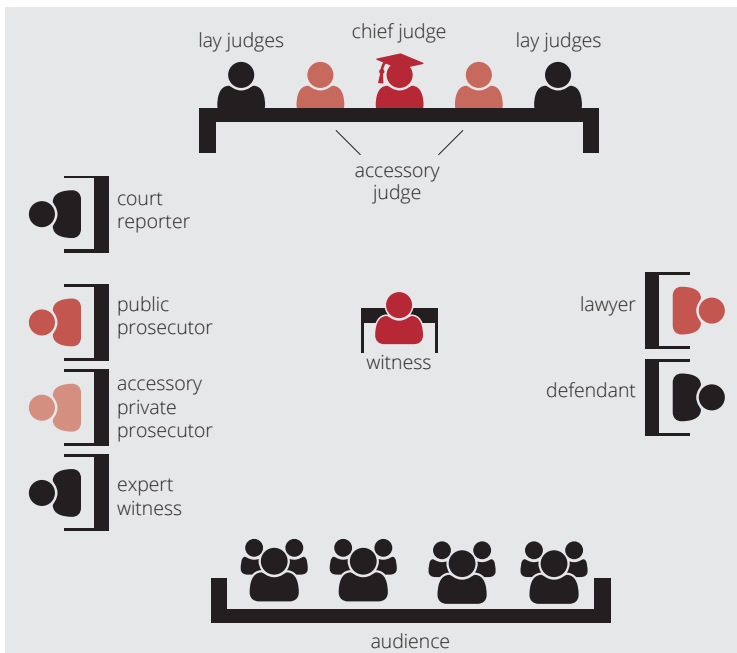 chief judge
lay judges
lay judges
accessory
judge
court
reporter
public
prosecutor
lawyer
witness
accessory
private
prosecutor
defendant
expert
witness
audience